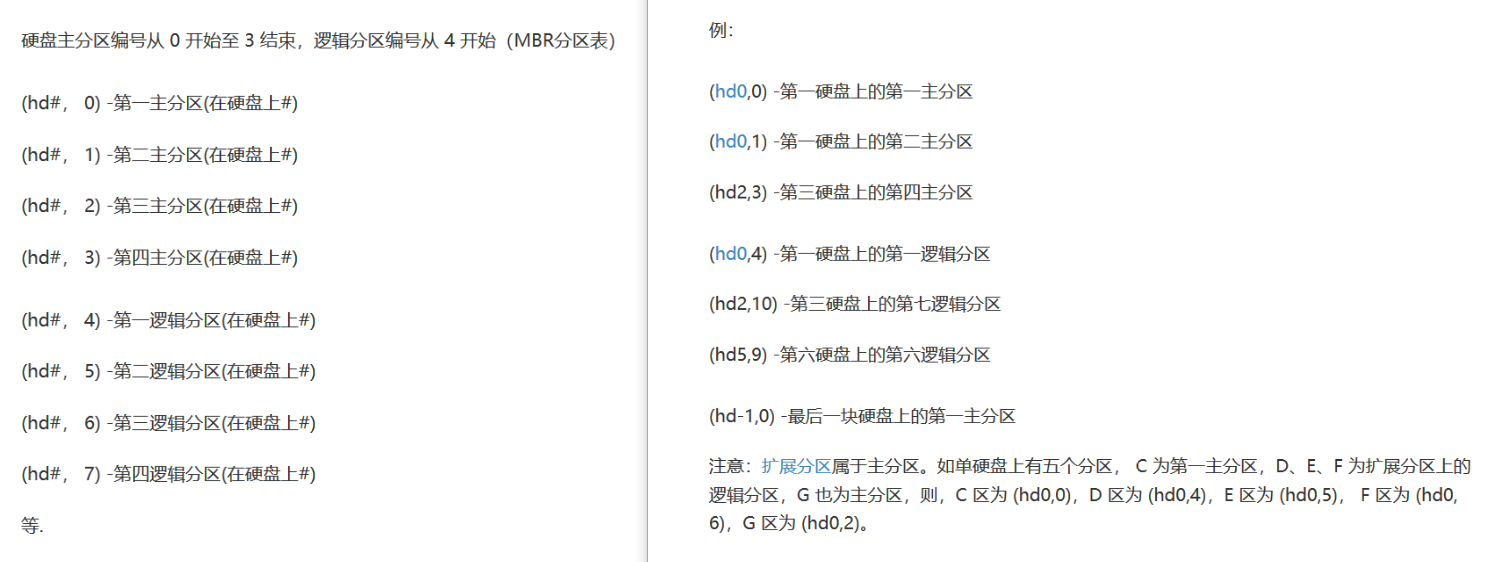 硬盘主分区编号从 0 开始至 3 结束，逻辑分区编号从 4 开始（MBR分区表）
(hd#， 0) -第一主分区(在硬盘上#)
(hd#， 1) -第二主分区(在硬盘上#)
(hd#， 2) -第三主分区(在硬盘上#)
(hd#， 3) -第四主分区(在硬盘上#)
(hd#， 4) -第一逻辑分区(在硬盘上#)
(hd#， 5) -第二逻辑分区(在硬盘上#)
(hd#， 6) -第三逻辑分区(在硬盘上#)
(hd#， 7) -第四逻辑分区(在硬盘上#)
等.
例：
(hd0,0) -第一硬盘上的第一主分区
(hd0,1) -第一硬盘上的第二主分区
(hd2,3) -第三硬盘上的第四主分区
(hd0,4) -第一硬盘上的第一逻辑分区
(hd2,10) -第三硬盘上的第七逻辑分区
(hd5,9) -第六硬盘上的第六逻辑分区
(hd-1,0) -最后一块硬盘上的第一主分区
注意：扩展分区属于主分区。如单硬盘上有五个分区， C 为第一主分区，D、E、F 为扩展分区上的
逻辑分区，G 也为主分区，则，C 区为 (hd0,0)，D 区为 (hd0,4)，E 区为 (hd0,5)， F 区为 (hd0,
6)，G 区为 (hd0,2)。